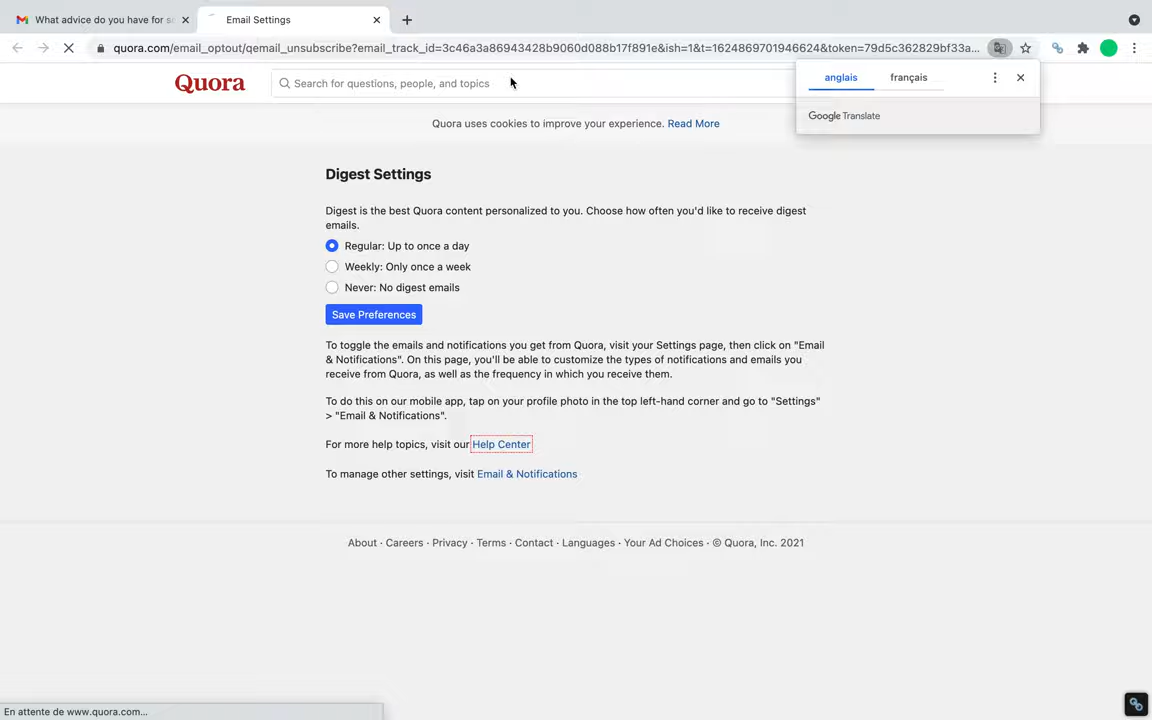 What advice do you have for s
Email Settings
quora.com/email_optout/qemail_unsubscribe?email_track_id=3c46a3a86943428b9060d088b17f891e&ish=1&t=1624869701946624&token=79d5c362829bf33a...
anglais
français
Google Translate
Quora
Search for questions, people, and topics
Quora uses cookies to improve your experience. Read More
Digest Settings
Digest is the best Quora content personalized to you. Choose how often you'd like to receive digest
emails.
Regular: Up to once a day
Weekly: Only once a week
Never: No digest emails
Save Preferences
To toggle the emails and notifications you get from Quora, visit your Settings page, then click on "Email
& Notifications". On this page, you'll be able to customize the types of notifications and emails you
receive from Quora, as well as the frequency in which you receive them.
To do this on our mobile app, tap on your profile photo in the top left-hand corner and go to "Settings"
> "Email & Notifications".
For more help topics, visit our Help Center
To manage other settings, visit Email & Notifications
About · Careers · Privacy · Terms · Contact · Languages · Your Ad Choices · © Quora, Inc. 2021
En attente de www.quora.com...